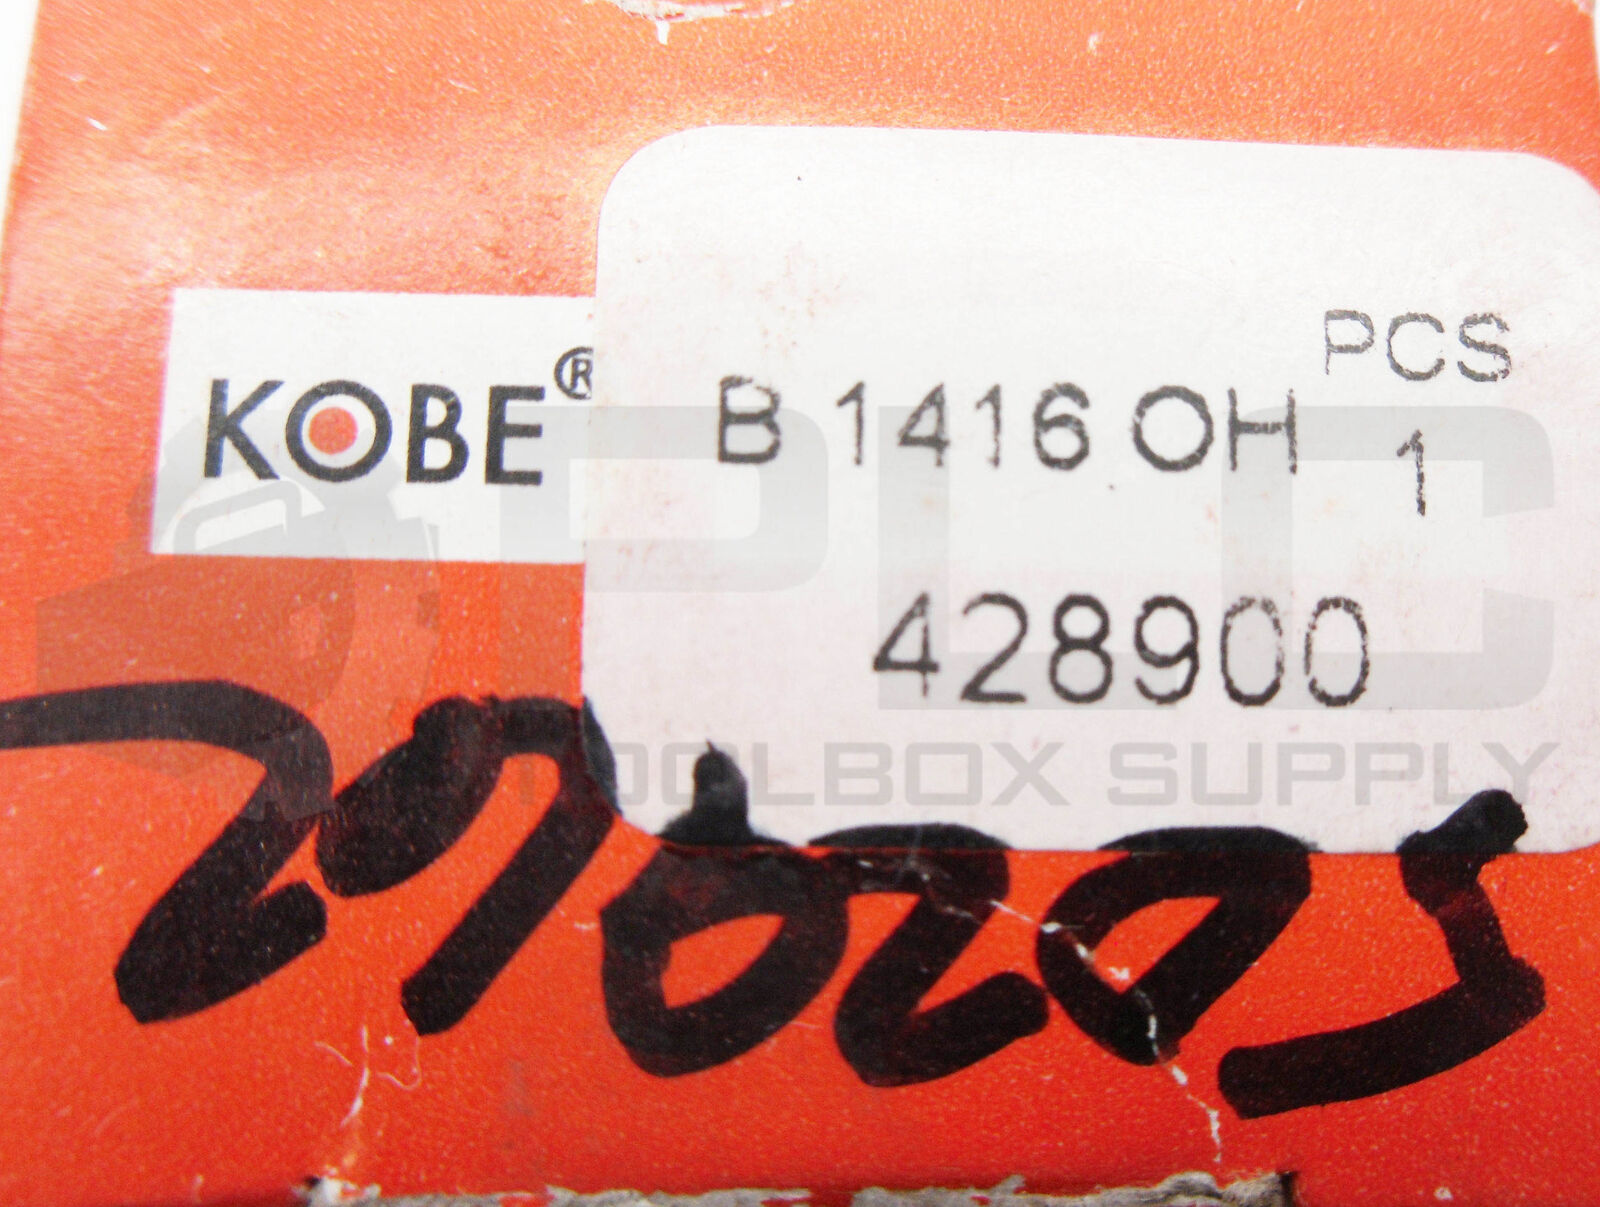 KOBE®
PCS
B 1416 OH 1
428900
TOOLBOX SUPPLY